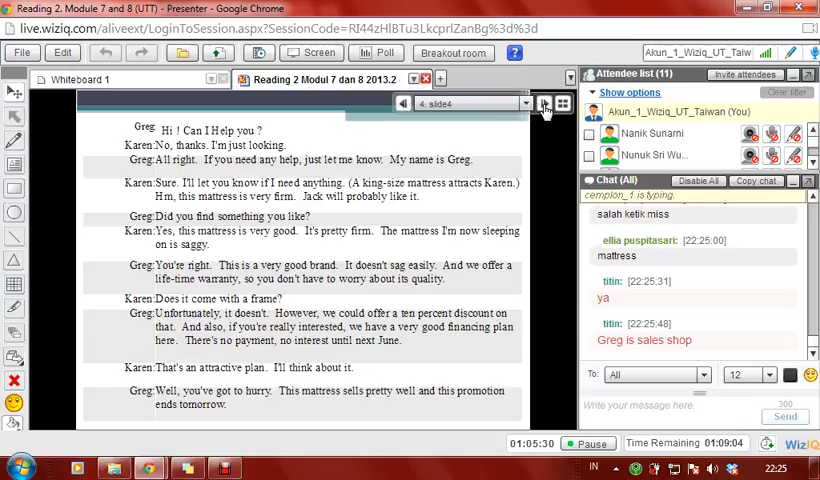 Reading 2. Module 7 and 8 (UTT) - Presenter - Google Chrome
live.wiziq.com/aliveext/LoginToSession.aspx?SessionCode=RI44zHlBTu3LkcprlZanBg%3d%3d
File
Edit
Screen
Poll
Breakout room
Akun_1_Wiziq_UT_Taiw
Whiteboard 1
Reading 2 Modul 7 dan 8 2013.2
4. slide4
Greg: Hi ! Can I Help you ?
Karen: No, thanks. I'm just looking.
Greg: All right. If you need any help, just let me know. My name is Greg.
Karen: Sure. I'll let you know if I need anything. (A king-size mattress attracts Karen.)
Hm, this mattress is very firm. Jack will probably like it.
Greg: Did you find something you like?
Karen: Yes, this mattress is very good. It's pretty firm. The mattress I'm now sleeping
on is saggy.
Greg: You're right. This is a very good brand. It doesn't sag easily. And we offer a
life-time warranty, so you don't have to worry about its quality.
Karen: Does it come with a frame?
Greg: Unfortunately, it doesn't. However, we could offer a ten percent discount on
that. And also, if you're really interested, we have a very good financing plan
here. There's no payment, no interest until next June.
Karen: That's an attractive plan. I'll think about it.
Greg: Well, you've got to hurry. This mattress sells pretty well and this promotion
ends tomorrow.
Attendee list (11)
Invite attendees
Show options
Clear filter
Akun_1_Wiziq_UT_Taiwan (You)
Nanik Sunarni
Nunuk Sri Wu...
Chat (All)
Disable All
Copy chat
cemplon_1 is typing.
salah ketik miss
ellia puspitasari: [22:25:00]
mattress
titin: [22:25:31]
ya
titin: [22:25:48]
Greg is sales shop
To:
All
12
Write your message here.
300
Send
01:05:30
Pause
Time Remaining 01:09:04
WizIQ
IN
22:25